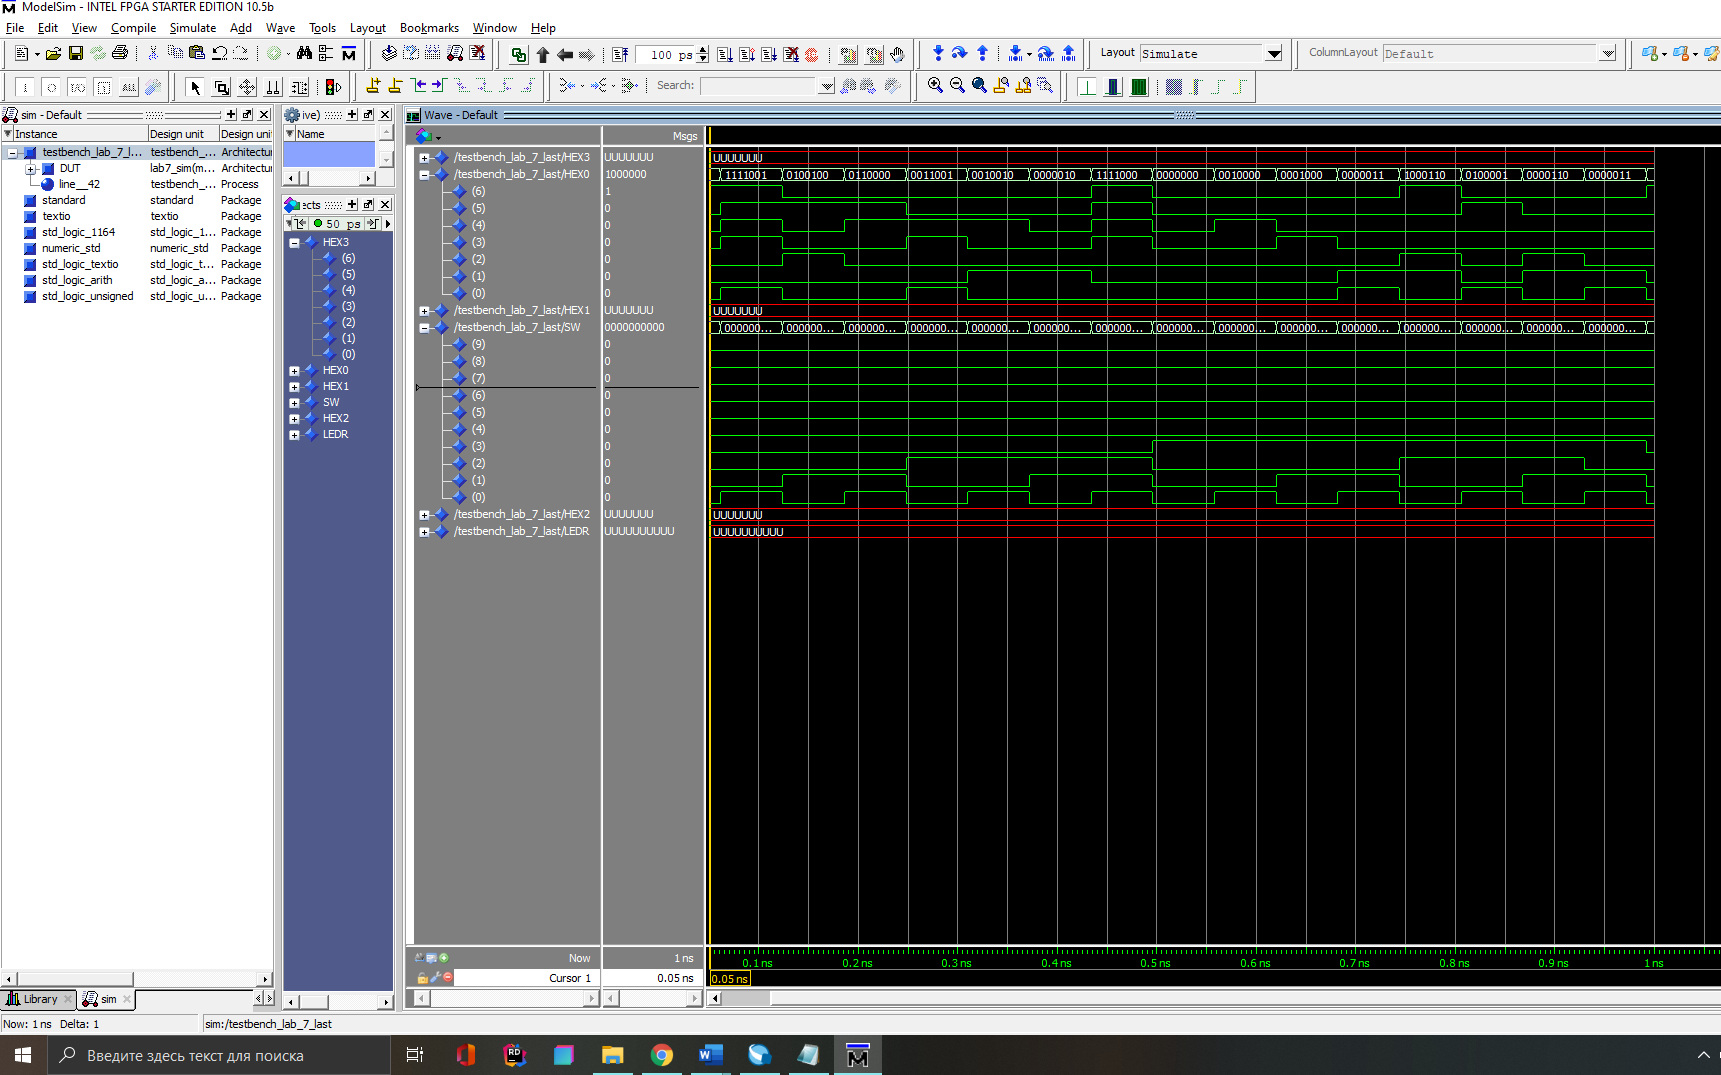 ModelSim - INTEL FPGA STARTER EDITION 10.5b
File Edit View Compile Simulate Add Wave Tools Layout Bookmarks Window Help
100 ps
Layout Simulate
ColumnLayout Default
Search:
sim - Default
Instance Design unit Design uni
testbench_lab_7_l... testbench_... Architectu
DUT lab7_sim(m... Architectu
line__42 testbench_... Process
standard standard Package
textio textio Package
std_logic_1164 std_logic_1... Package
numeric_std numeric_std Package
std_logic_textio std_logic_t... Package
std_logic_arith std_logic_a... Package
std_logic_unsigned std_logic_u... Package
Library
sim
ive)
Name
ects
50 ps
HEX3
(6)
(5)
(4)
(3)
(2)
(1)
(0)
HEX0
HEX1
SW
HEX2
LEDR
Wave - Default
Msgs
/testbench_lab_7_last/HEX3 UUUUUUU UUUUUUU
/testbench_lab_7_last/HEX0 1000000 1111001 0100100 0110000 0011001 0010010 0000010 1111000 0000000 0010000 0001000 0000011 1000110 0100001 0000110 0000011
(6) 1
(5) 0
(4) 0
(3) 0
(2) 0
(1) 0
(0) 0
/testbench_lab_7_last/HEX1 UUUUUUU UUUUUUU
/testbench_lab_7_last/SW 0000000000 000000... 000000... 000000... 000000... 000000... 000000... 000000... 000000... 000000... 000000... 000000... 000000... 000000... 000000... 000000...
(9) 0
(8) 0
(7) 0
(6) 0
(5) 0
(4) 0
(3) 0
(2) 0
(1) 0
(0) 0
/testbench_lab_7_last/HEX2 UUUUUUU UUUUUUU
/testbench_lab_7_last/LEDR UUUUUUUUUU UUUUUUUUUU
Now 1 ns
0.1 ns 0.2 ns 0.3 ns 0.4 ns 0.5 ns 0.6 ns 0.7 ns 0.8 ns 0.9 ns 1 ns
Cursor 1 0.05 ns 0.05 ns
Now: 1 ns Delta: 1
sim:/testbench_lab_7_last
Введите здесь текст для поиска